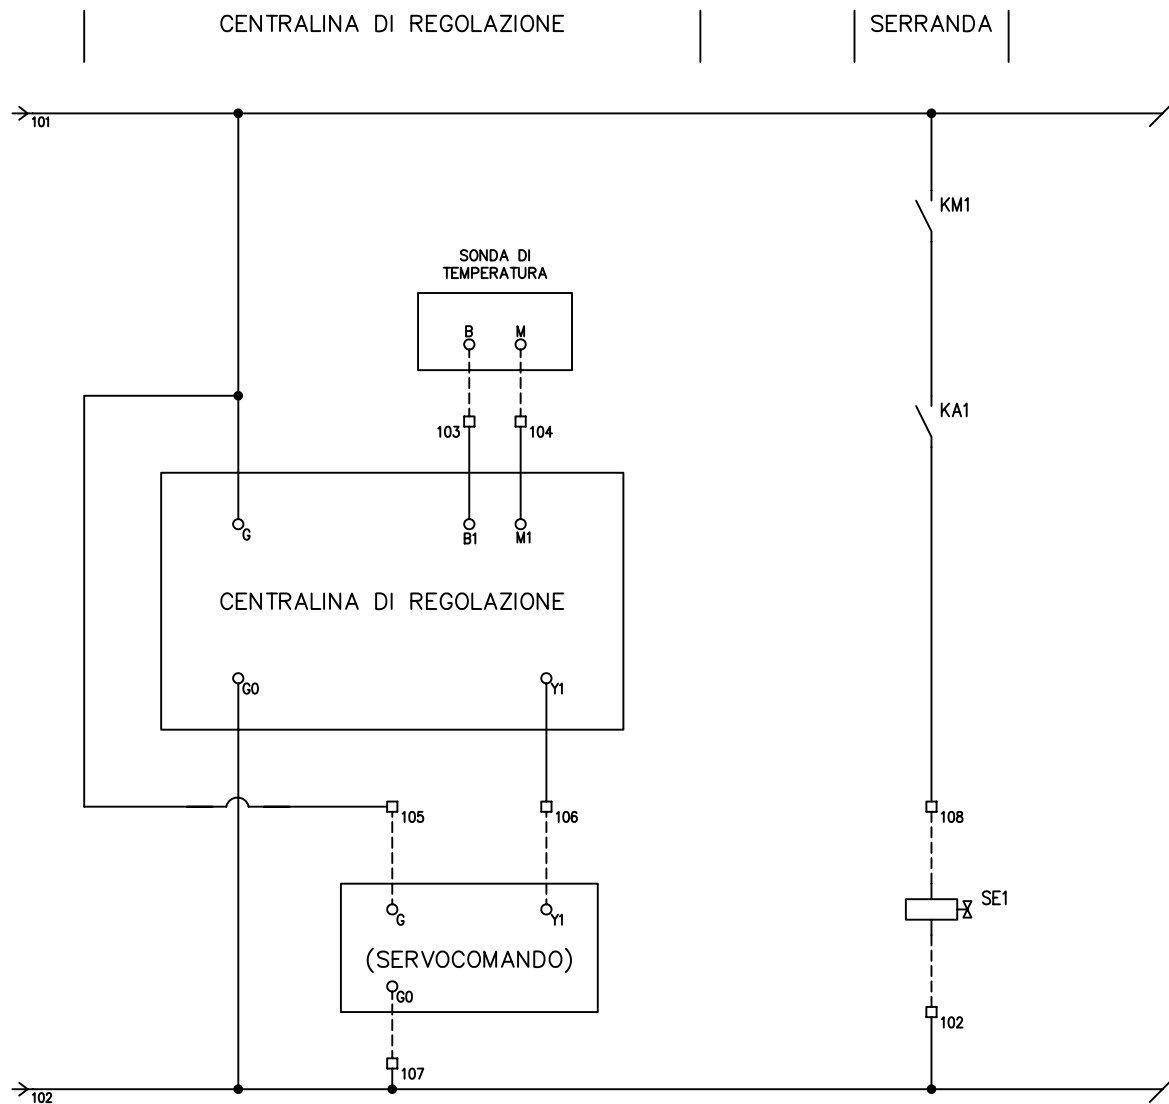 CENTRALINA DI REGOLAZIONE
SERRANDA
101
KM1
SONDA DI
TEMPERATURA
B
M
KA1
103
104
G
B1
M1
CENTRALINA DI REGOLAZIONE
G0
Y1
105
106
108
SE1
G
Y1
(SERVOCOMANDO)
G0
102
107
102